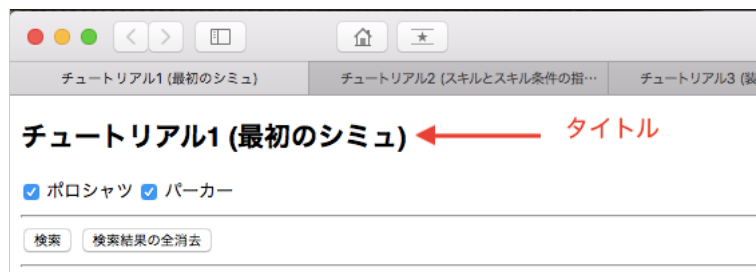 チュートリアル1 (最初のシミュ) チュートリアル2 (スキルとスキル条件の指… チュートリアル3 (装
チュートリアル1 (最初のシミュ) タイトル
ポロシャツ パーカー
検索 検索結果の全消去